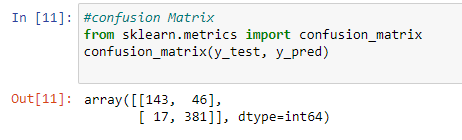 In [11]: #confusion Matrix
from sklearn.metrics import confusion_matrix
confusion_matrix(y_test, y_pred)
Out[11]: array([[143,  46],
       [ 17, 381]], dtype=int64)